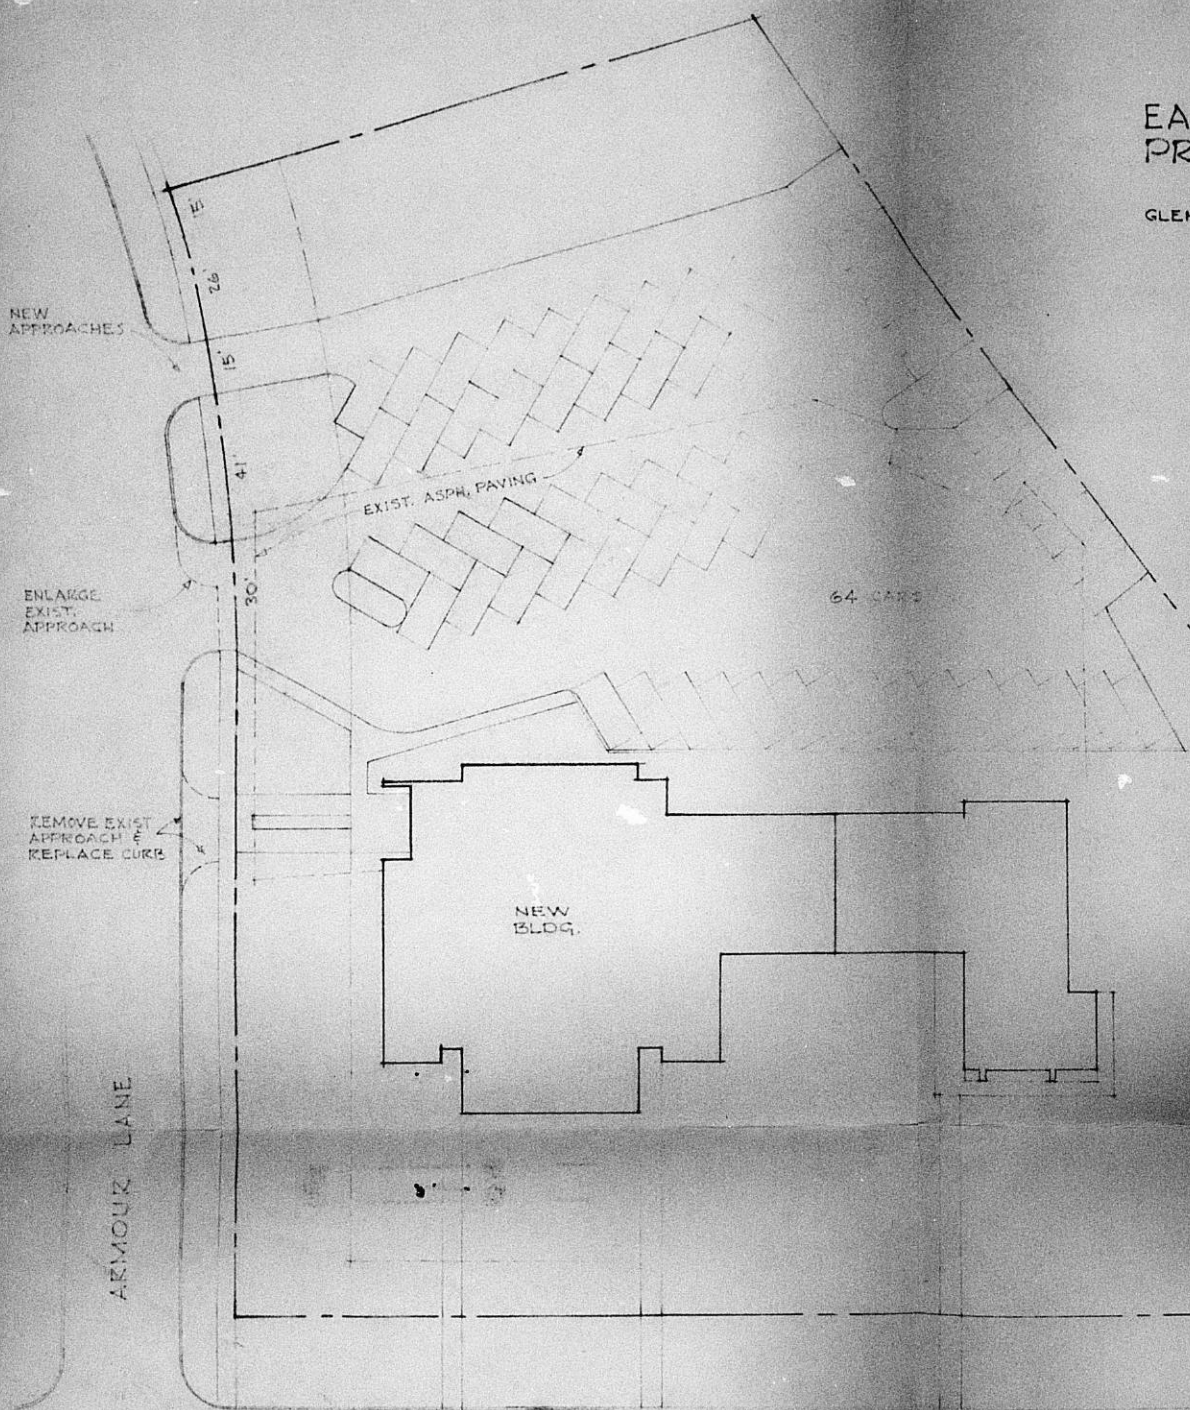 EA
PR
GLEN
15'
26'
NEW
APPROACHES
15'
41'
EXIST. ASPH. PAVING
ENLARGE
EXIST.
APPROACH
30'
64 CARS
REMOVE EXIST
APPROACH &
REPLACE CURB
NEW
BLDG.
ARMOUR LANE